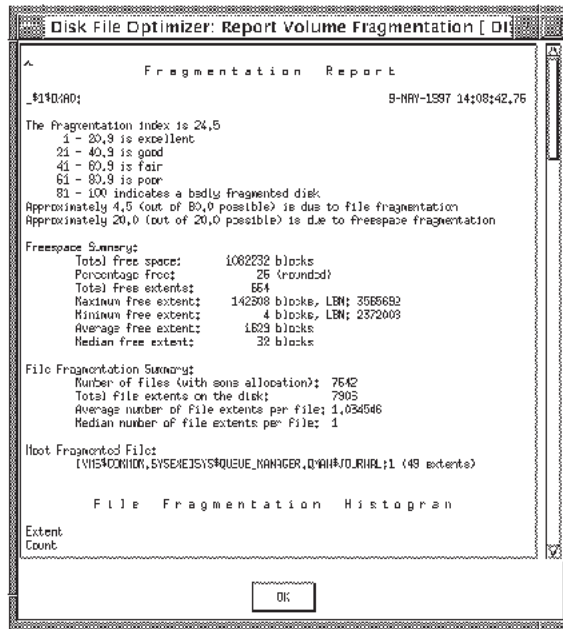 Disk File Optimizer: Report Volume Fragmentation [ DI
Fragmentation Report
_$1$DKA0: 9-MAY-1997 14:08:42.76
The fragmentation index is 24.5
1 - 20.9 is excellent
21 - 40.9 is good
41 - 60.9 is fair
61 - 80.9 is poor
81 - 100 indicates a badly fragmented disk
Approximately 4.5 (out of 80.0 possible) is due to file fragmentation
Approximately 20.0 (out of 20.0 possible) is due to freespace fragmentation
Freespace Summary:
Total free space: 1082232 blocks
Percentage free: 26 (rounded)
Total free extents: 664
Maximum free extent: blocks, LBN:
Minimum free extent: 4 blocks, LBN: 2372003
Average free extent: 1629 blocks
Median free extent: 32 blocks
File Fragmentation Summary:
Number of files (with some allocation): 7642
Total file extents on the disk: 7906
Average number of file extents per file: 1.034546
Median number of file extents per file: 1
Most Fragmented File:
[VMS$COMMON.SYSEXE]SYS$QUEUE_MANAGER.QMAN$JOURNAL;1 (49 extents)
File Fragmentation Histogram
Extent
Count
OK